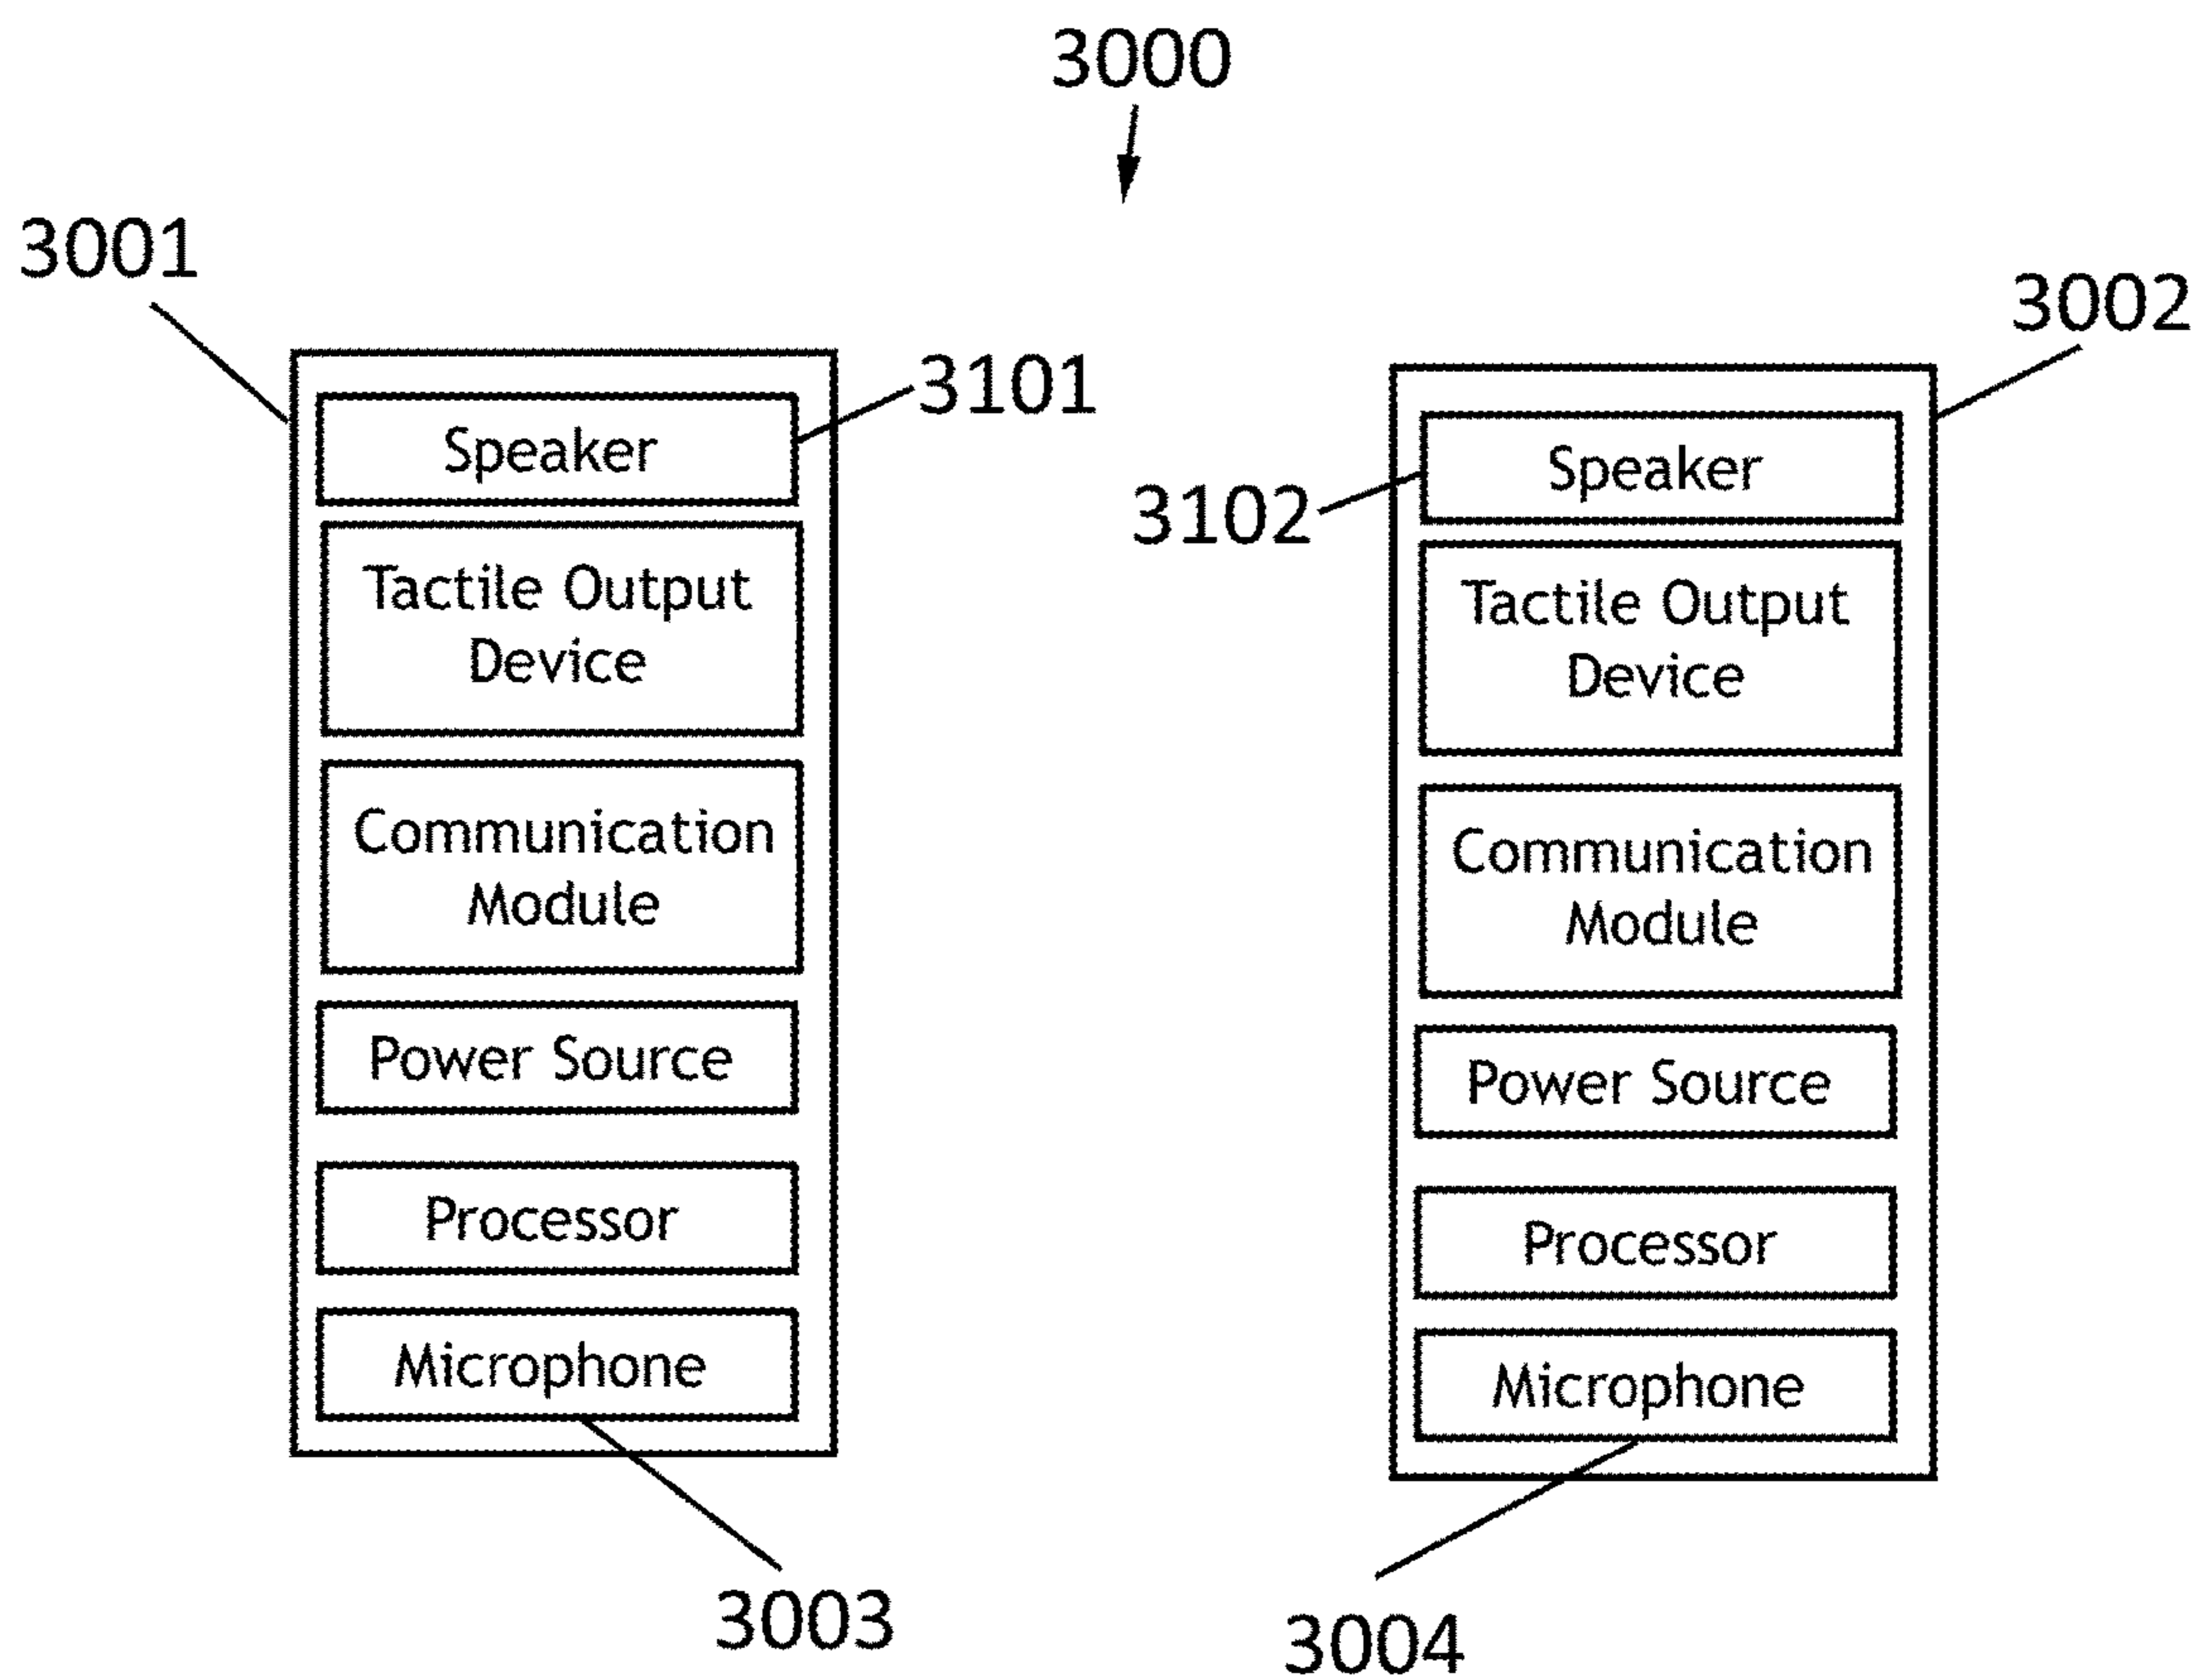 3000
3001
3002
3101
Speaker
Tactile Output
Device
Communication
Module
Power Source
Processor
Microphone
3003
3102
Speaker
Tactile Output
Device
Communication
Module
Power Source
Processor
Microphone
3004